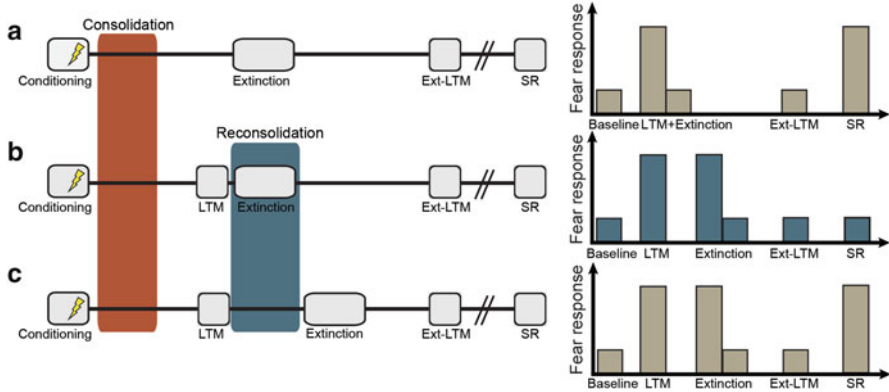 Consolidation
a
Conditioning
Extinction
Ext-LTM
SR
Fear response
Baseline LTM+Extinction Ext-LTM SR
Reconsolidation
b
Conditioning
LTM
Extinction
Ext-LTM
SR
Fear response
Baseline LTM Extinction Ext-LTM SR
c
Conditioning
LTM
Extinction
Ext-LTM
SR
Fear response
Baseline LTM Extinction Ext-LTM SR